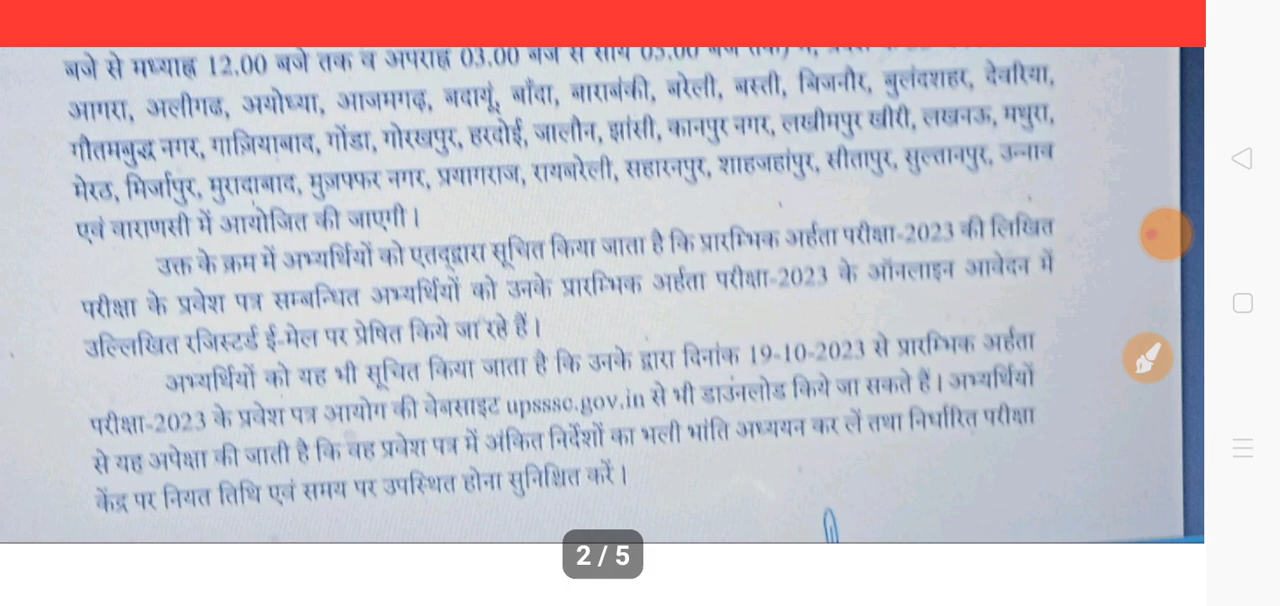 बजे से मध्याह्न 12.00 बजे तक व अपराह्न 03.00 बजे से सायं 05.00 बजे तक) में,
आगरा, अलीगढ, अयोध्या, आजमगढ़, बदायूं, बाँदा, बाराबंकी, बरेली, बस्ती, बिजनौर, बुलंदशहर, देवरिया,
गौतमबुद्ध नगर, गाज़ियाबाद, गोंडा, गोरखपुर, हरदोई, जालौन, झांसी, कानपुर नगर, लखीमपुर खीरी, लखनऊ, मथुरा,
मेरठ, मिर्जापुर, मुरादाबाद, मुज़फ्फर नगर, प्रयागराज, रायबरेली, सहारनपुर, शाहजहांपुर, सीतापुर, सुल्तानपुर, उन्नाव
एवं वाराणसी में आयोजित की जाएगी।
उक्त के क्रम में अभ्यर्थियों को एतद्द्वारा सूचित किया जाता है कि प्रारम्भिक अर्हता परीक्षा-2023 की लिखित
परीक्षा के प्रवेश पत्र सम्बन्धित अभ्यर्थियों को उनके प्रारम्भिक अर्हता परीक्षा-2023 के ऑनलाइन आवेदन में
उल्लिखित रजिस्टर्ड ई-मेल पर प्रेषित किये जा रहे हैं।
अभ्यर्थियों को यह भी सूचित किया जाता है कि उनके द्वारा दिनांक 19-10-2023 से प्रारम्भिक अर्हता
परीक्षा-2023 के प्रवेश पत्र आयोग की वेबसाइट upsssc.gov.in से भी डाउनलोड किये जा सकते हैं। अभ्यर्थियों
से यह अपेक्षा की जाती है कि वह प्रवेश पत्र में अंकित निर्देशों का भली भांति अध्ययन कर लें तथा निर्धारित परीक्षा
केंद्र पर नियत तिथि एवं समय पर उपस्थित होना सुनिश्चित करें।
2 / 5